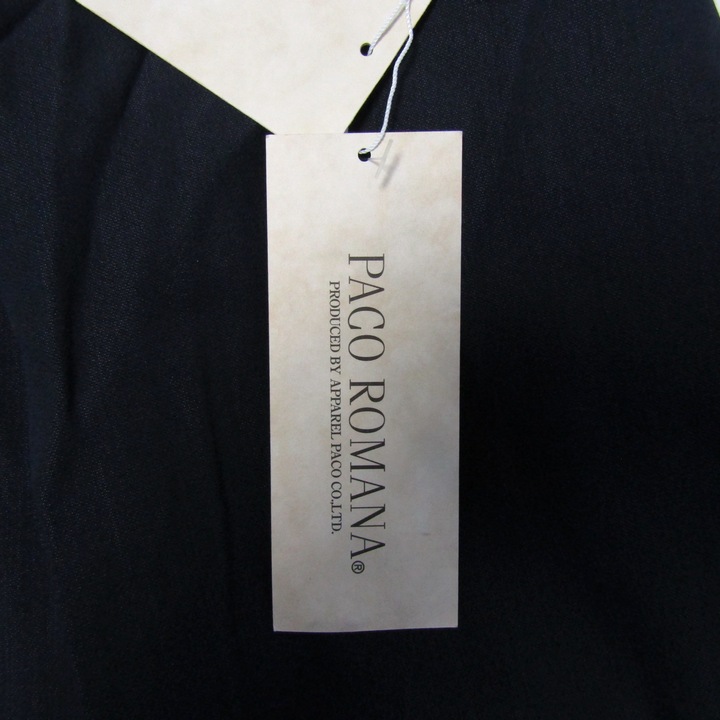 PACO ROMANA®
PRODUCED BY APPAREL PACO CO.,LTD.